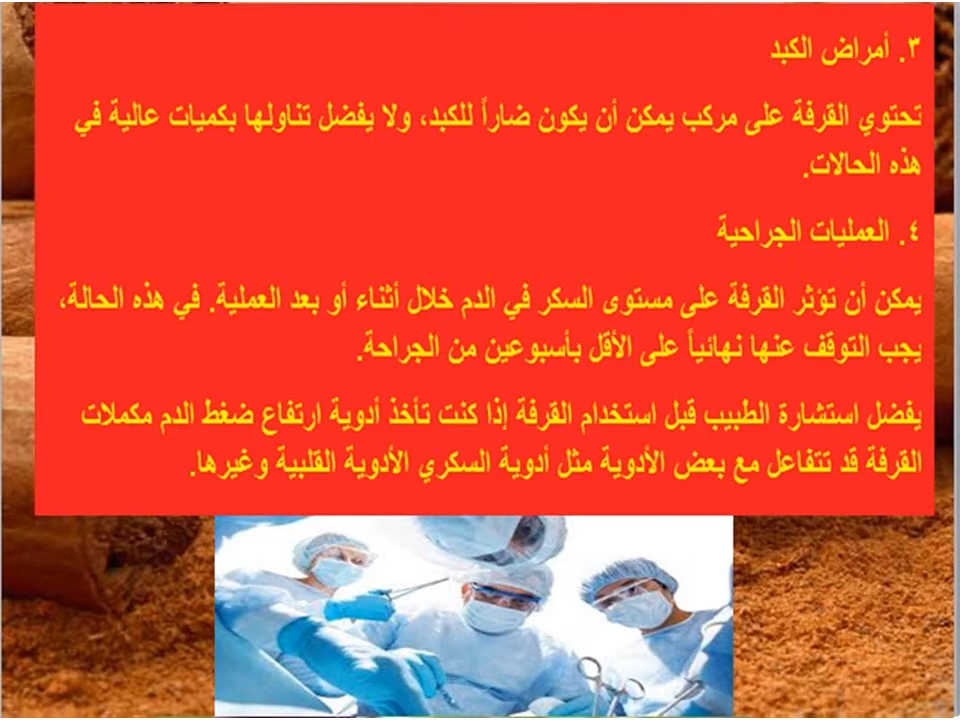 ٣. أمراض الكبد
تحتوي القرفة على مركب يمكن أن يكون ضاراً للكبد، ولا يفضل تناولها بكميات عالية في
هذه الحالات.
٤. العمليات الجراحية
يمكن أن تؤثر القرفة على مستوى السكر في الدم خلال أثناء أو بعد العملية. في هذه الحالة،
يجب التوقف عنها نهائياً على الأقل بأسبوعين من الجراحة.
يفضل استشارة الطبيب قبل استخدام القرفة إذا كنت تأخذ أدوية ارتفاع ضغط الدم مكملات
القرفة قد تتفاعل مع بعض الأدوية مثل أدوية السكري الأدوية القلبية وغيرها.